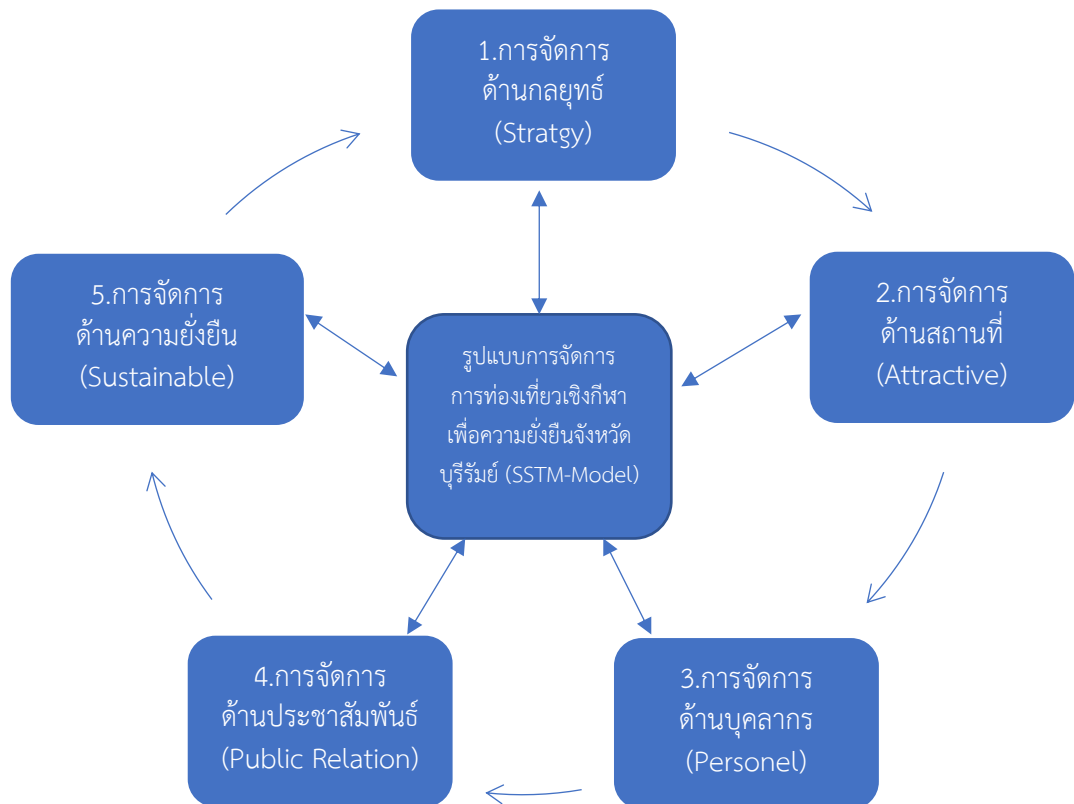 1.การจัดการ
ด้านกลยุทธ์
(Stratgy)
2.การจัดการ
ด้านสถานที่
(Attractive)
3.การจัดการ
ด้านบุคลากร
(Personel)
4.การจัดการ
ด้านประชาสัมพันธ์
(Public Relation)
5.การจัดการ
ด้านความยั่งยืน
(Sustainable)
รูปแบบการจัดการ
การท่องเที่ยวเชิงกีฬา
เพื่อความยั่งยืนจังหวัด
บุรีรัมย์ (SSTM-Model)